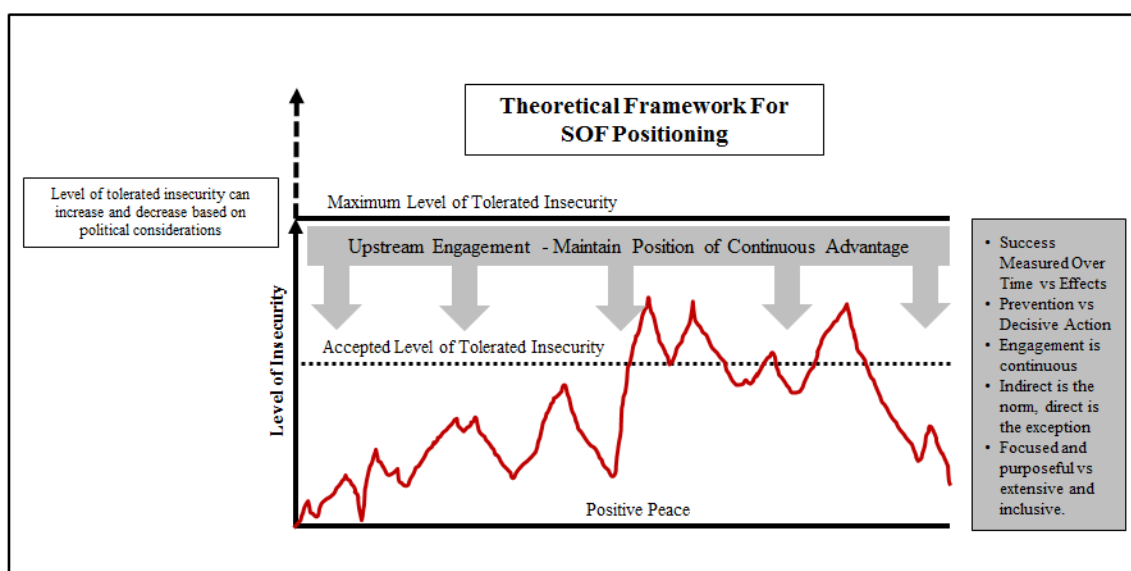 Theoretical Framework For
SOF Positioning
Level of tolerated insecurity can
increase and decrease based on
political considerations
Maximum Level of Tolerated Insecurity
Upstream Engagement - Maintain Position of Continuous Advantage
Level of Insecurity
Accepted Level of Tolerated Insecurity
Positive Peace
• Success
Measured Over
Time vs Effects
• Prevention vs
Decisive Action
• Engagement is
continuous
• Indirect is the
norm, direct is
the exception
• Focused and
purposeful vs
extensive and
inclusive.